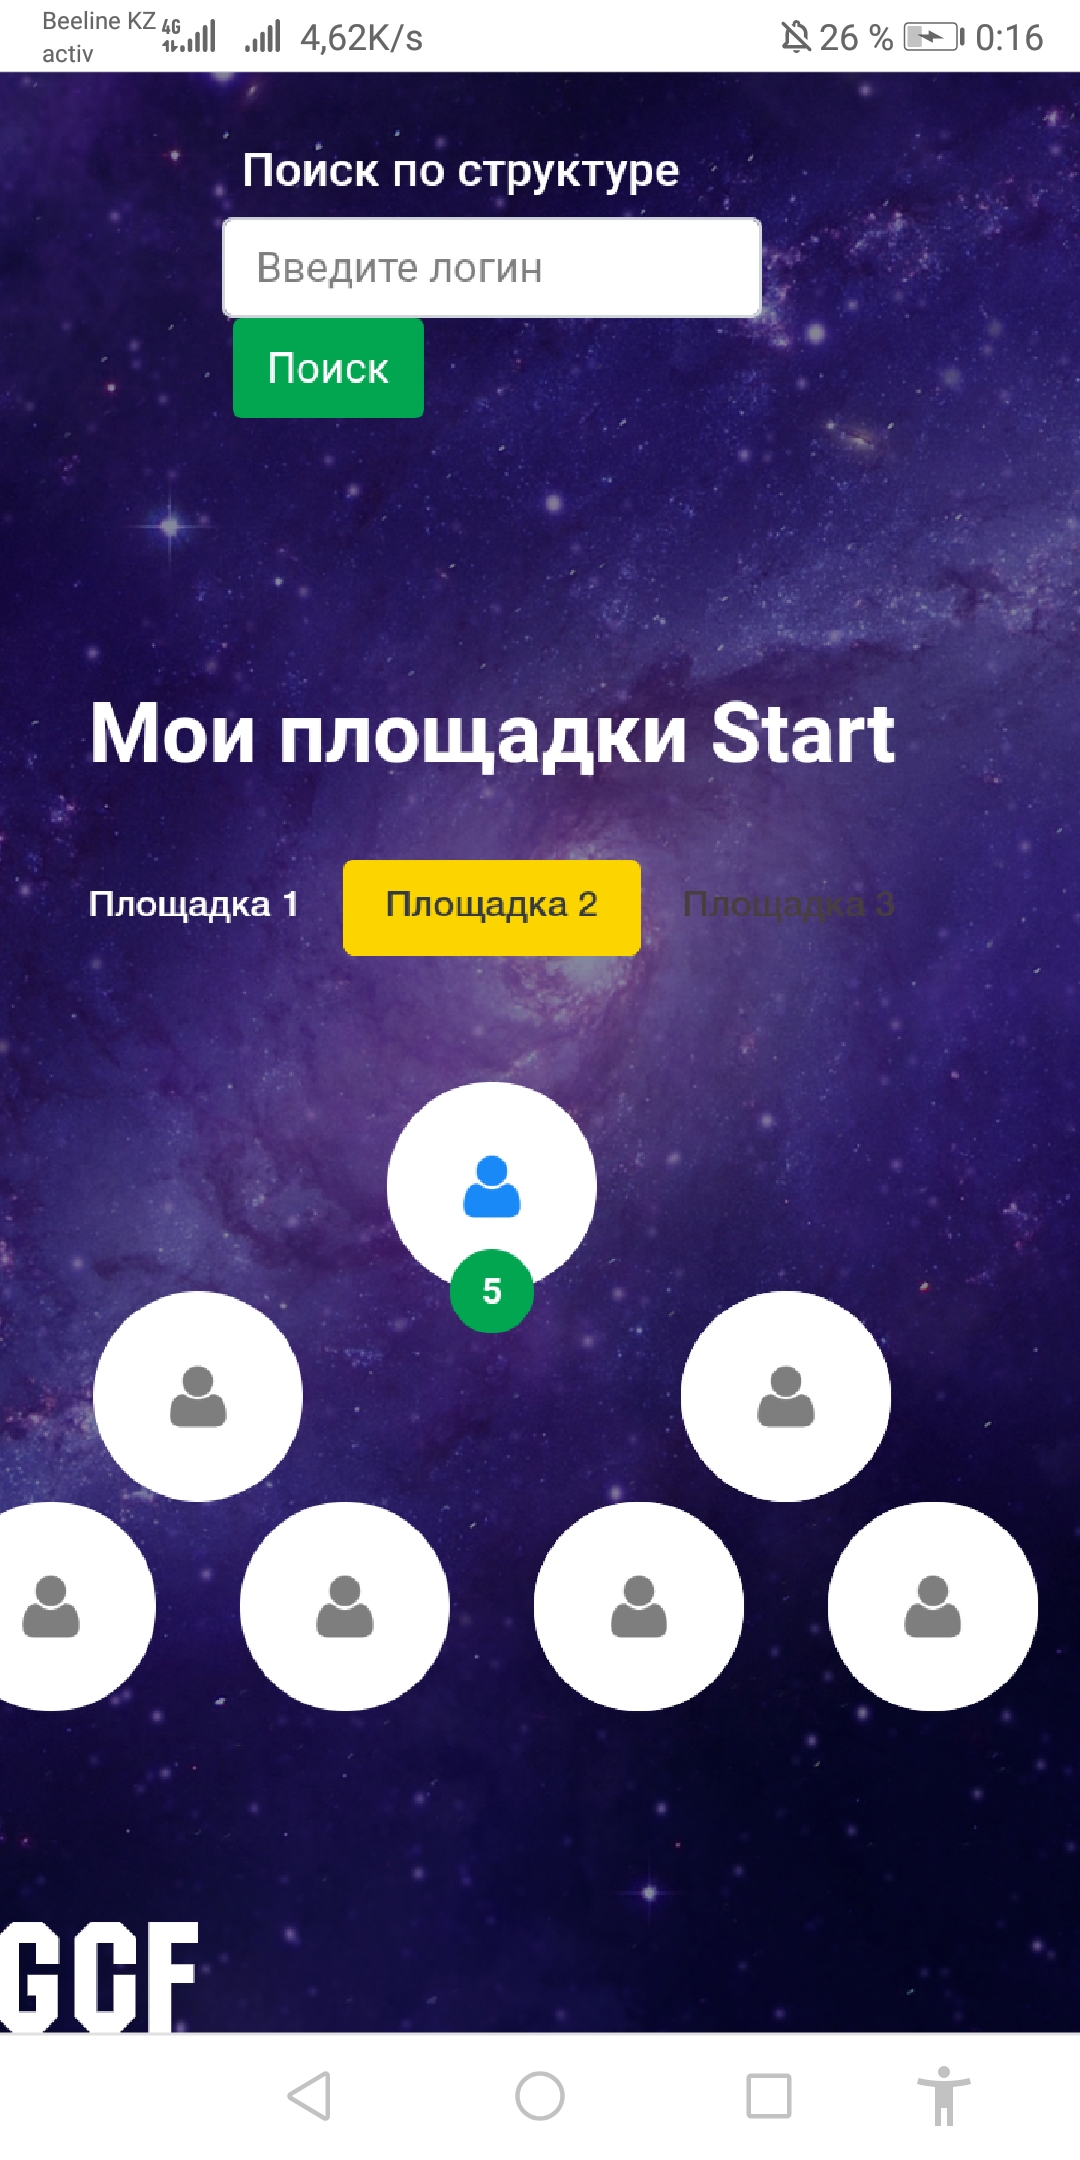 Beeline KZ 4G 4,62K/s 26 % 0:16
activ
Поиск по структуре
Введите логин
Поиск
Мои площадки Start
Площадка 1 Площадка 2 Площадка 3
5
GCF